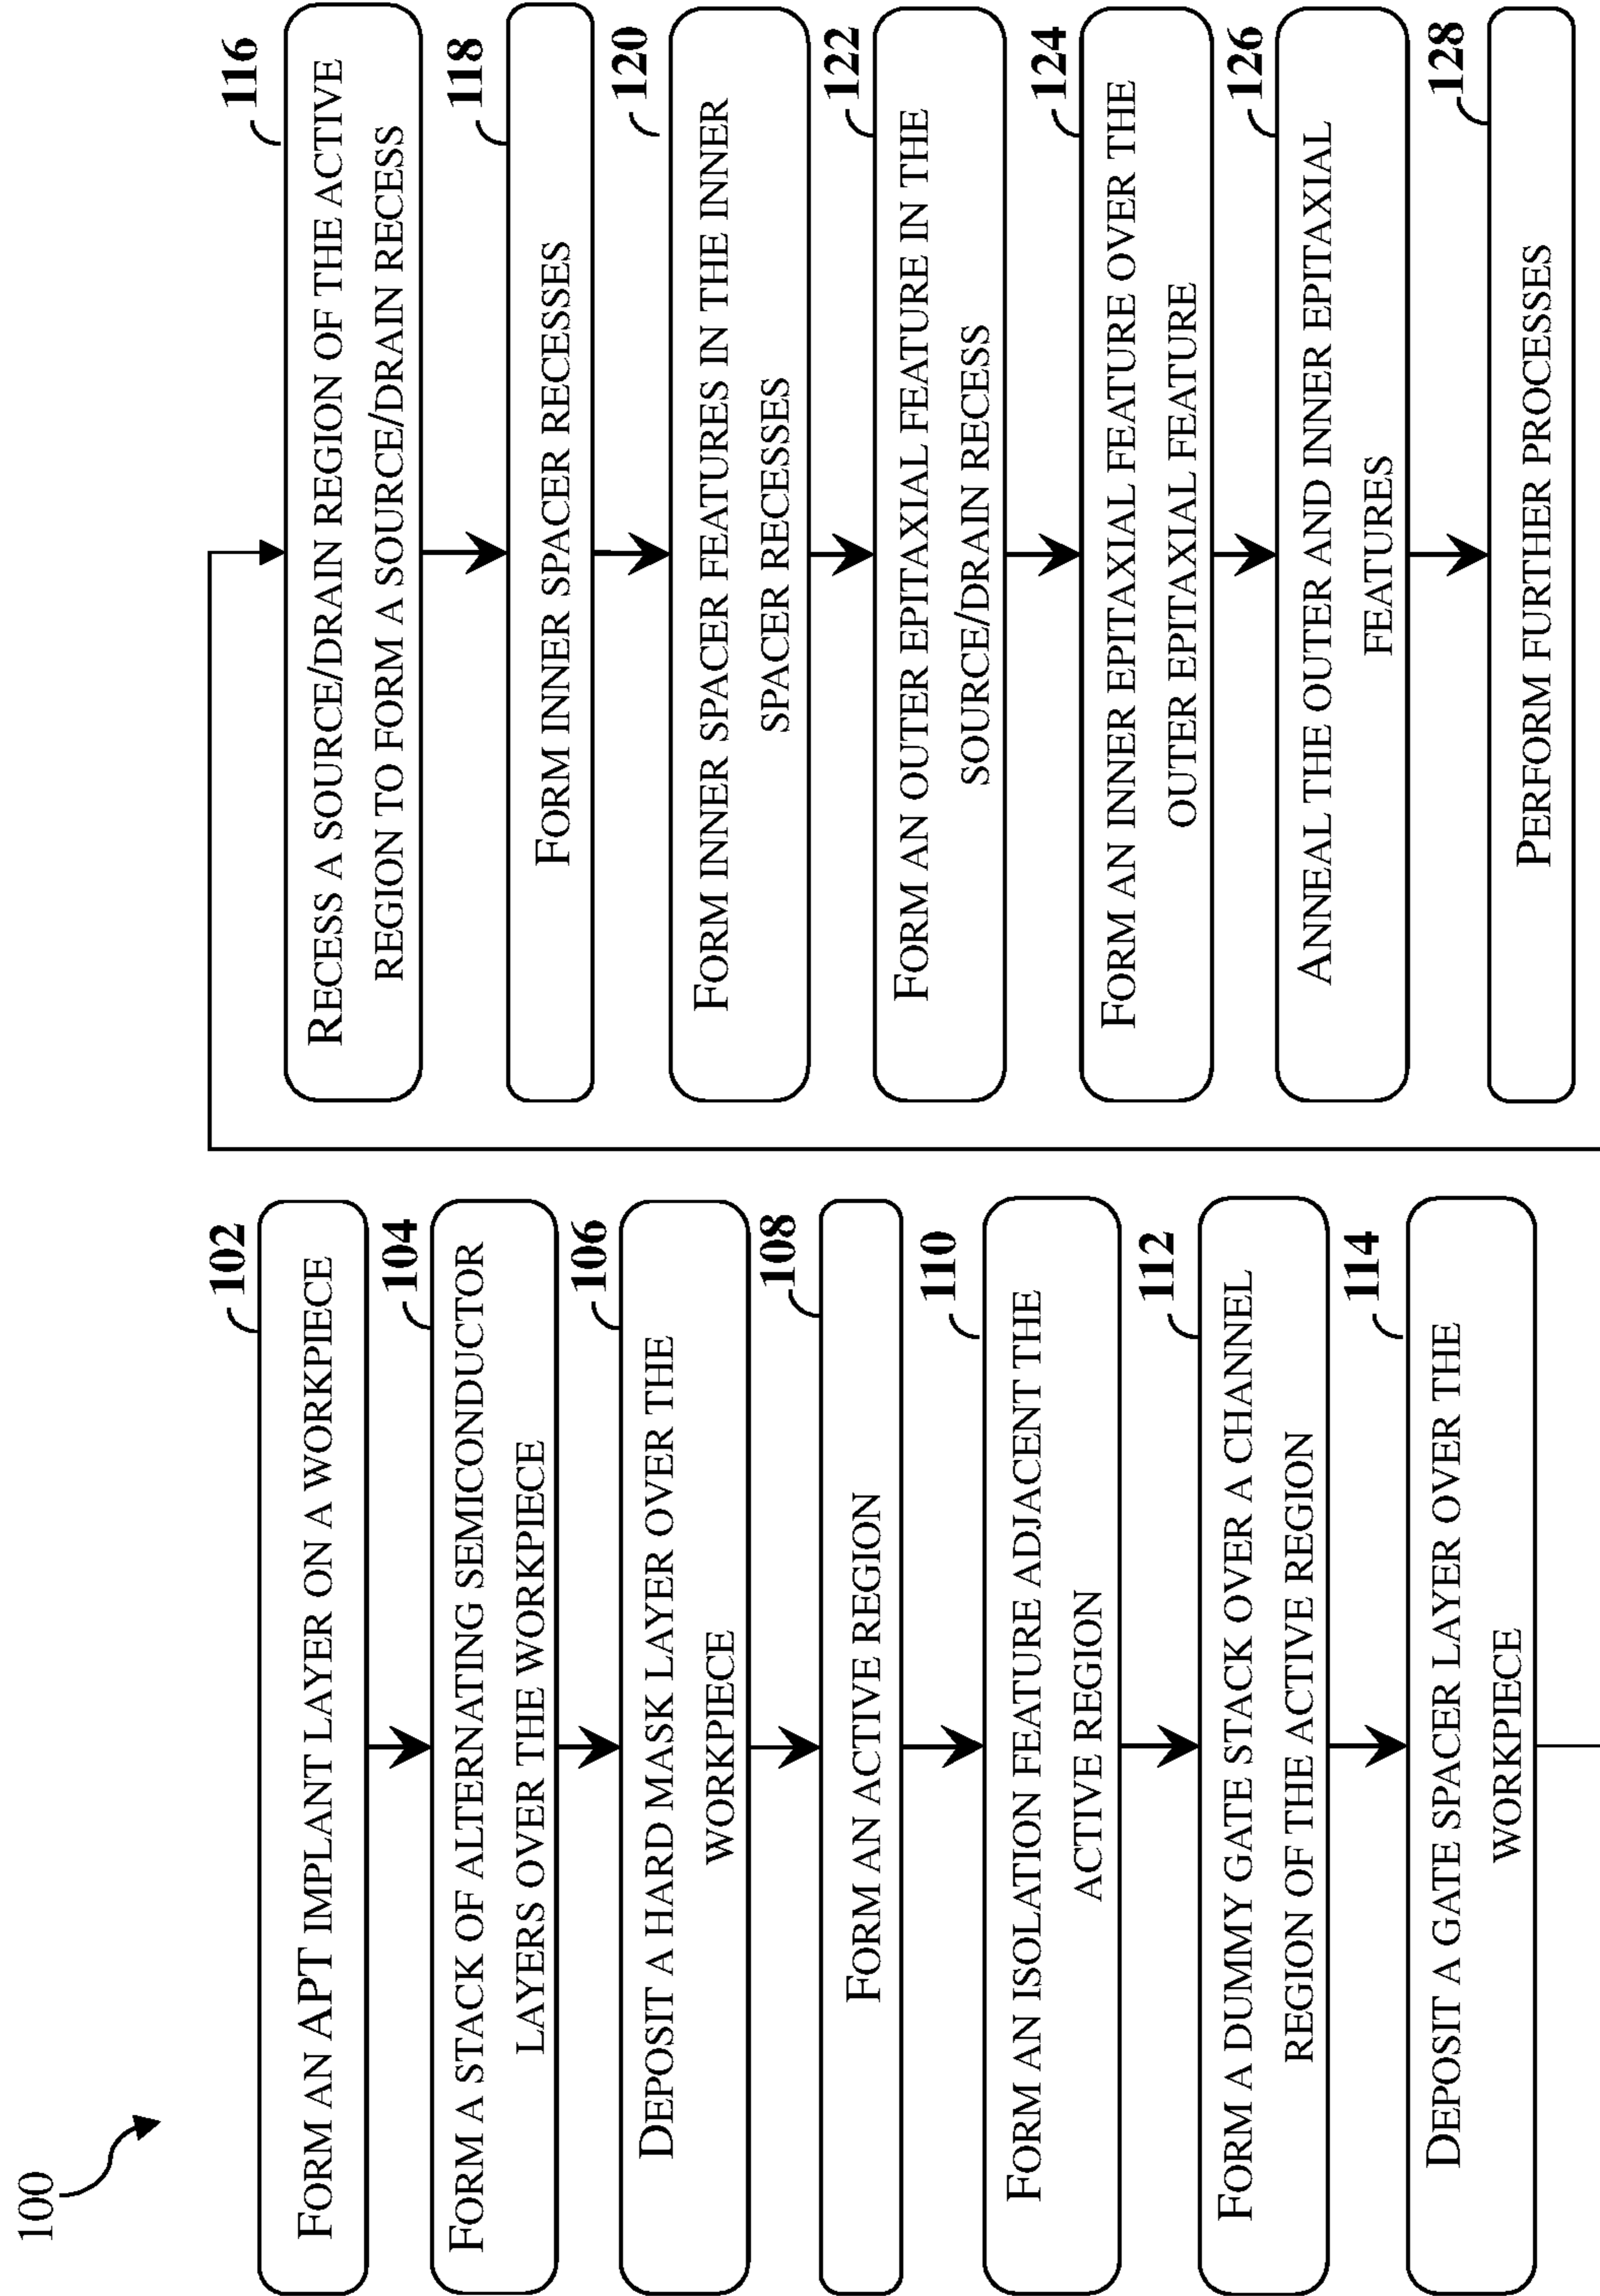 100
102
FORM AN APT IMPLANT LAYER ON A WORKPIECE
104
FORM A STACK OF ALTERNATING SEMICONDUCTOR
LAYERS OVER THE WORKPIECE
106
DEPOSIT A HARD MASK LAYER OVER THE
WORKPIECE
108
FORM AN ACTIVE REGION
110
FORM AN ISOLATION FEATURE ADJACENT THE
ACTIVE REGION
112
FORM A DUMMY GATE STACK OVER A CHANNEL
REGION OF THE ACTIVE REGION
114
DEPOSIT A GATE SPACER LAYER OVER THE
WORKPIECE
116
RECESS A SOURCE/DRAIN REGION OF THE ACTIVE
REGION TO FORM A SOURCE/DRAIN RECESS
118
FORM INNER SPACER RECESSES
120
FORM INNER SPACER FEATURES IN THE INNER
SPACER RECESSES
122
FORM AN OUTER EPITAXIAL FEATURE IN THE
SOURCE/DRAIN RECESS
124
FORM AN INNER EPITAXIAL FEATURE OVER THE
OUTER EPITAXIAL FEATURE
126
ANNEAL THE OUTER AND INNER EPITAXIAL
FEATURES
128
PERFORM FURTHER PROCESSES